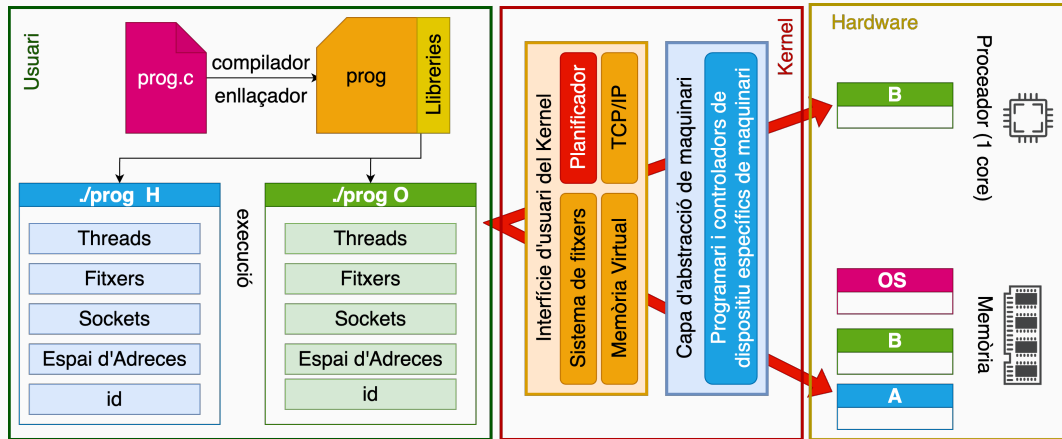 Usuari
prog.c
compilador
enllaçador
prog
Llibreries
./prog H
Threads
Fitxers
Sockets
Espai d'Adreces
id
execució
./prog O
Threads
Fitxers
Sockets
Espai d'Adreces
id
Kernel
Interfície d'usuari del Kernel
Planificador
TCP/IP
Sistema de fitxers
Memòria Virtual
Capa d'abstracció de maquinari
Programari i controladors de
dispositiu específics de maquinari
Hardware
B
Proceador (1 core)
OS
B
A
Memòria